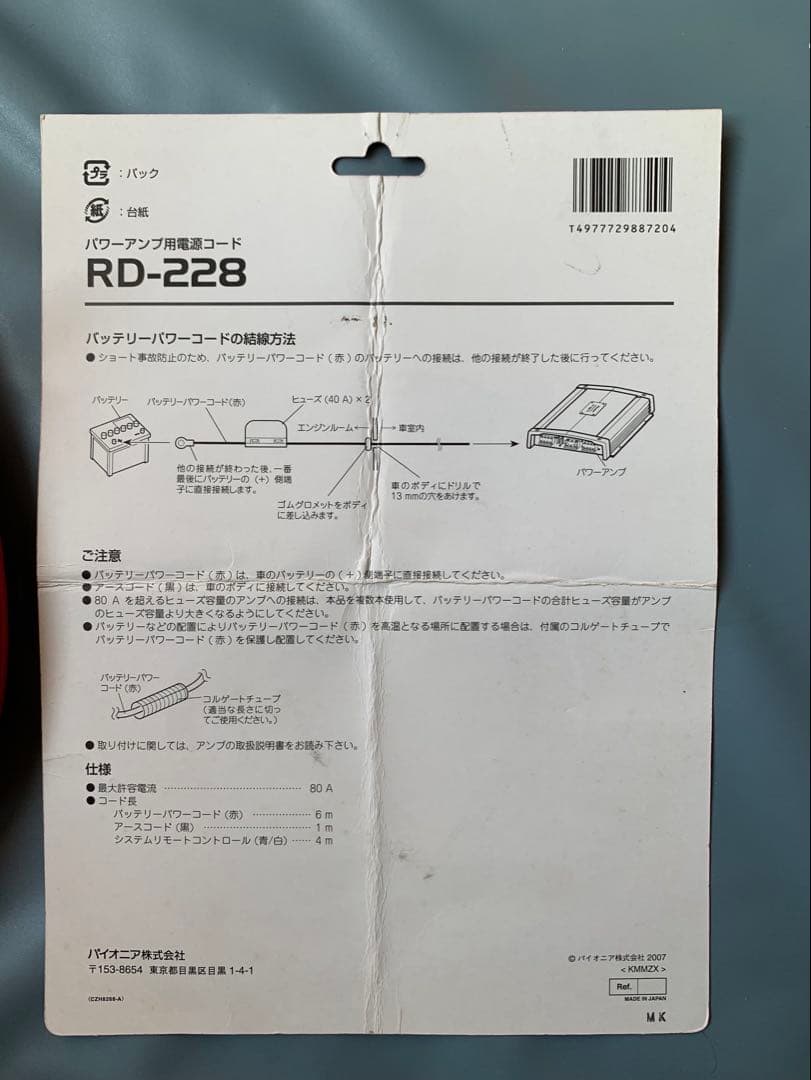 プラ : パック
紙 : 台紙
T4977729887204
パワーアンプ用電源コード
RD-228
バッテリーパワーコードの結線方法
● ショート事故防止のため、バッテリーパワーコード（赤）のバッテリーへの接続は、他の接続が終了した後に行ってください。
バッテリー
バッテリーパワーコード(赤)
ヒューズ (40 A) × 2
エンジンルーム
車室内
パワーアンプ
他の接続が終わった後、一番
最後にバッテリーの（+）側端
子に直接接続します。
ゴムグロメットをボディ
に差し込みます。
車のボディにドリルで
13 mmの穴をあけます。
ご注意
● バッテリーパワーコード（赤）は、車のバッテリーの（+）側端子に直接接続してください。
● アースコード（黒）は、車のボディに接続してください。
● 80 A を超えるヒューズ容量のアンプへの接続は、本品を複数本使用して、バッテリーパワーコードの合計ヒューズ容量がアンプ
のヒューズ容量より大きくなるようにしてください。
● バッテリーなどの配置によりバッテリーパワーコード（赤）を高温となる場所に配置する場合は、付属のコルゲートチューブで
バッテリーパワーコード（赤）を保護し配置してください。
バッテリーパワー
コード（赤）
コルゲートチューブ
（適当な長さに切っ
てご使用ください。）
● 取り付けに関しては、アンプの取扱説明書をお読み下さい。
仕様
● 最大許容電流 ………………………………… 80 A
● コード長
バッテリーパワーコード（赤） ……………… 6 m
アースコード（黒） ………………………… 1 m
システムリモートコントロール（青/白）…… 4 m
パイオニア株式会社
〒153-8654 東京都目黒区目黒 1-4-1
© パイオニア株式会社 2007
< KMMZX >
Ref.
MADE IN JAPAN
MK